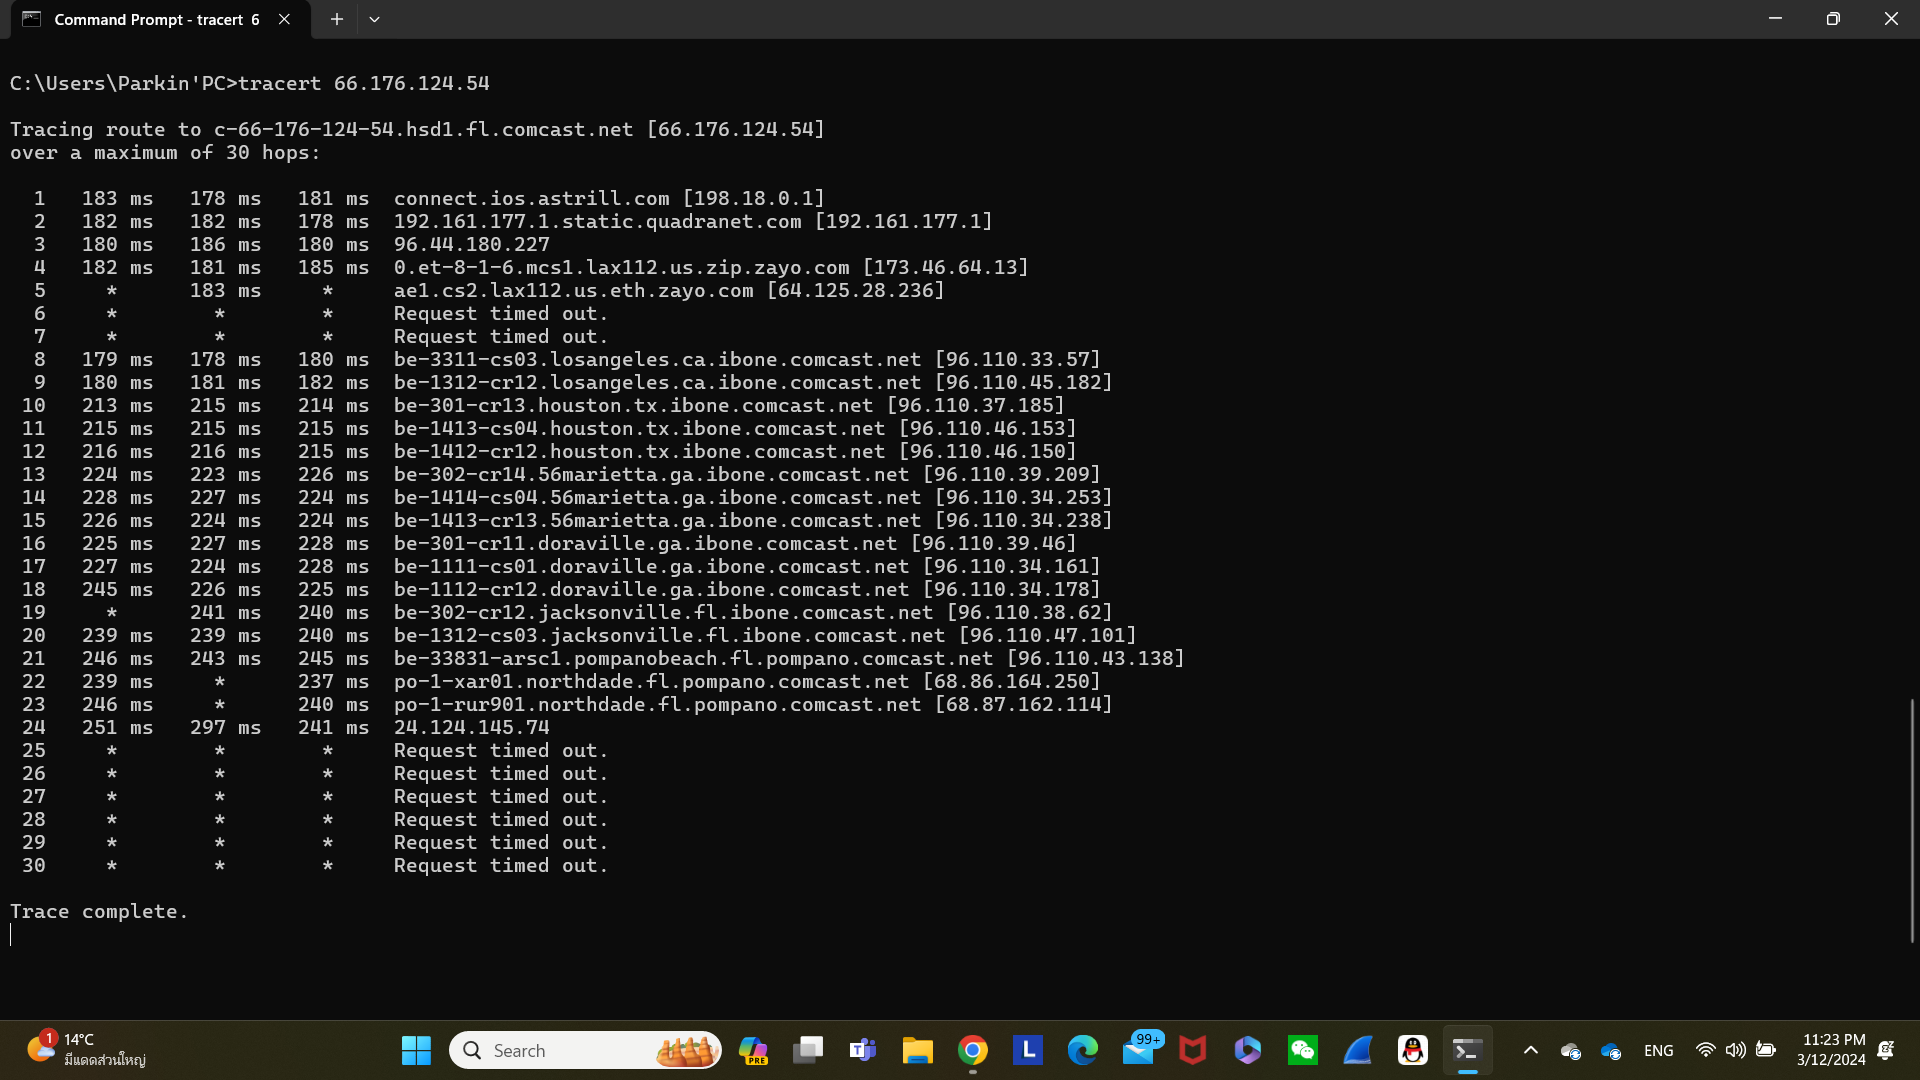 Command Prompt - tracert 6
C:\Users\Parkin'PC>tracert 66.176.124.54
Tracing route to c-66-176-124-54.hsd1.fl.comcast.net [66.176.124.54]
over a maximum of 30 hops:
1 183 ms 178 ms 181 ms connect.ios.astrill.com [198.18.0.1]
2 182 ms 182 ms 178 ms 192.161.177.1.static.quadranet.com [192.161.177.1]
3 180 ms 186 ms 180 ms 96.44.180.227
4 182 ms 181 ms 185 ms 0.et-8-1-6.mcs1.lax112.us.zip.zayo.com [173.46.64.13]
5 * 183 ms * ae1.cs2.lax112.us.eth.zayo.com [64.125.28.236]
6 * * * Request timed out.
7 * * * Request timed out.
8 179 ms 178 ms 180 ms be-3311-cs03.losangeles.ca.ibone.comcast.net [96.110.33.57]
9 180 ms 181 ms 182 ms be-1312-cr12.losangeles.ca.ibone.comcast.net [96.110.45.182]
10 213 ms 215 ms 214 ms be-301-cr13.houston.tx.ibone.comcast.net [96.110.37.185]
11 215 ms 215 ms 215 ms be-1413-cs04.houston.tx.ibone.comcast.net [96.110.46.153]
12 216 ms 216 ms 215 ms be-1412-cr12.houston.tx.ibone.comcast.net [96.110.46.150]
13 224 ms 223 ms 226 ms be-302-cr14.56marietta.ga.ibone.comcast.net [96.110.39.209]
14 228 ms 227 ms 224 ms be-1414-cs04.56marietta.ga.ibone.comcast.net [96.110.34.253]
15 226 ms 224 ms 224 ms be-1413-cr13.56marietta.ga.ibone.comcast.net [96.110.34.238]
16 225 ms 227 ms 228 ms be-301-cr11.doraville.ga.ibone.comcast.net [96.110.39.46]
17 227 ms 224 ms 228 ms be-1111-cs01.doraville.ga.ibone.comcast.net [96.110.34.161]
18 245 ms 226 ms 225 ms be-1112-cr12.doraville.ga.ibone.comcast.net [96.110.34.178]
19 * 241 ms 240 ms be-302-cr12.jacksonville.fl.ibone.comcast.net [96.110.38.62]
20 239 ms 239 ms 240 ms be-1312-cs03.jacksonville.fl.ibone.comcast.net [96.110.47.101]
21 246 ms 243 ms 245 ms be-33831-arsc1.pompanobeach.fl.pompano.comcast.net [96.110.43.138]
22 239 ms * 237 ms po-1-xar01.northdade.fl.pompano.comcast.net [68.86.164.250]
23 246 ms * 240 ms po-1-rur901.northdade.fl.pompano.comcast.net [68.87.162.114]
24 251 ms 297 ms 241 ms 24.124.145.74
25 * * * Request timed out.
26 * * * Request timed out.
27 * * * Request timed out.
28 * * * Request timed out.
29 * * * Request timed out.
30 * * * Request timed out.
Trace complete.
1
14°C
มีแดดส่วนใหญ่
Search
PRE
T
L
99+
ENG
11:23 PM
3/12/2024